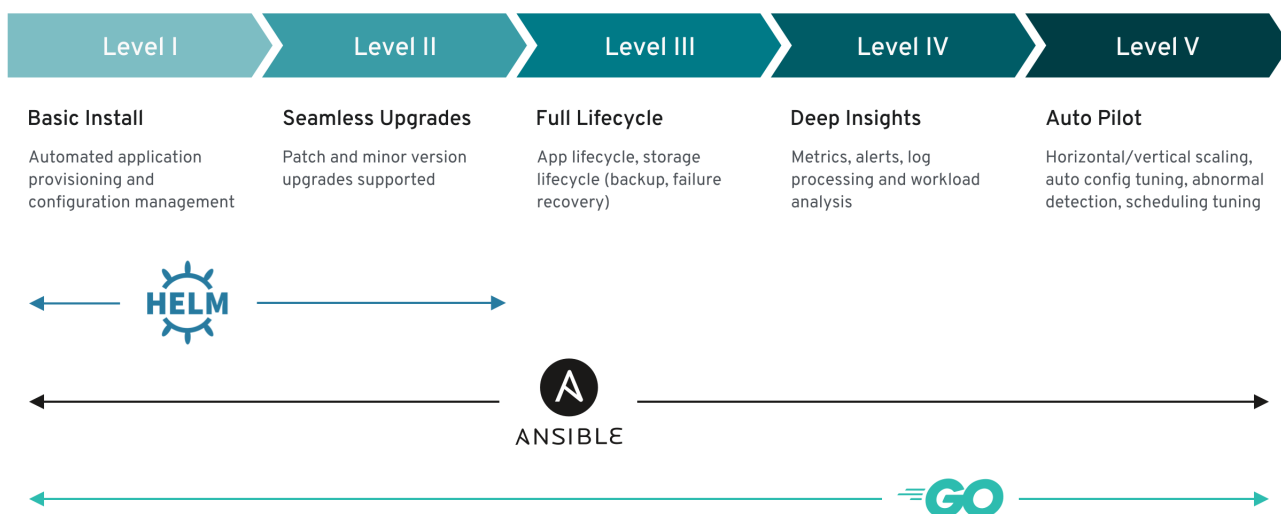 Level I
Level II
Level III
Level IV
Level V
Basic Install
Automated application
provisioning and
configuration management
Seamless Upgrades
Patch and minor version
upgrades supported
Full Lifecycle
App lifecycle, storage
lifecycle (backup, failure
recovery)
Deep Insights
Metrics, alerts, log
processing and workload
analysis
Auto Pilot
Horizontal/vertical scaling,
auto config tuning, abnormal
detection, scheduling tuning
HELM
A
ANSIBLE
GO